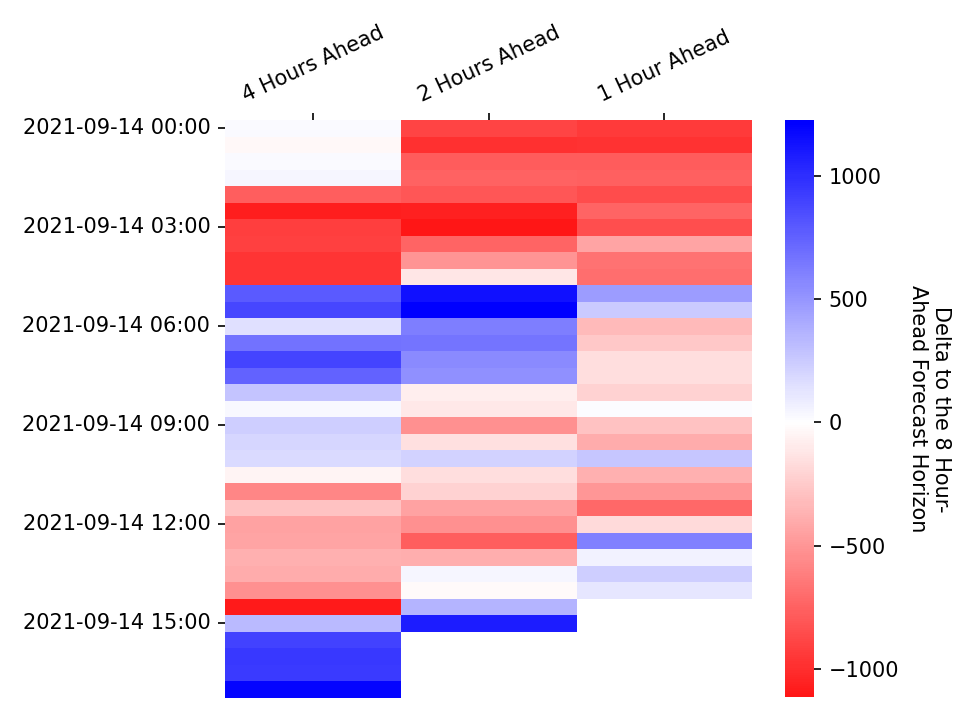 4 Hours Ahead
2 Hours Ahead
1 Hour Ahead
2021-09-14 00:00
2021-09-14 03:00
2021-09-14 06:00
2021-09-14 09:00
2021-09-14 12:00
2021-09-14 15:00
1000
500
0
−500
−1000
Delta to the 8 Hour-
Ahead Forecast Horizon